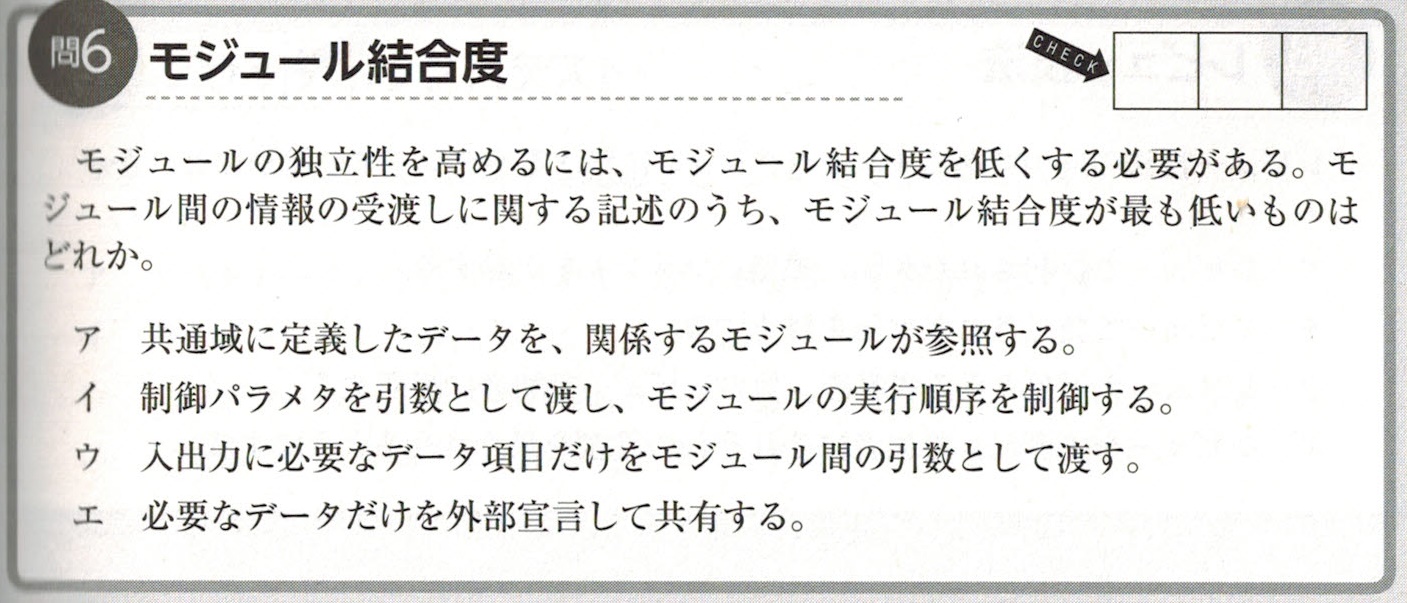 問6 モジュール結合度
CHECK
モジュールの独立性を高めるには、モジュール結合度を低くする必要がある。モ
ジュール間の情報の受渡しに関する記述のうち、モジュール結合度が最も低いものは
どれか。
ア 共通域に定義したデータを、関係するモジュールが参照する。
イ 制御パラメタを引数として渡し、モジュールの実行順序を制御する。
ウ 入出力に必要なデータ項目だけをモジュール間の引数として渡す。
エ 必要なデータだけを外部宣言して共有する。